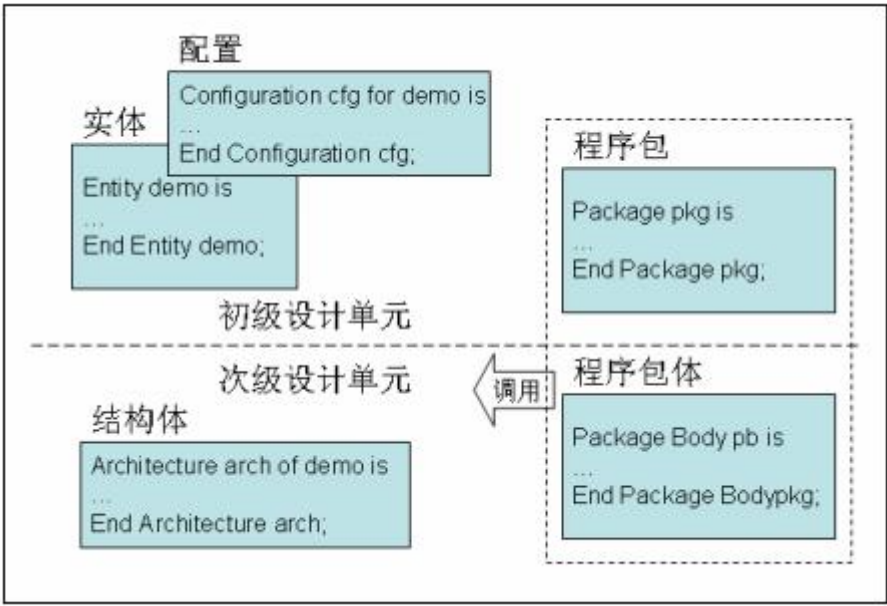 配置
Configuration cfg for demo is
...
End Configuration cfg;
实体
Entity demo is
...
End Entity demo;
程序包
Package pkg is
...
End Package pkg;
初级设计单元
次级设计单元
调用
程序包体
Package Body pb is
...
End Package Bodypkg;
结构体
Architecture arch of demo is
...
End Architecture arch;